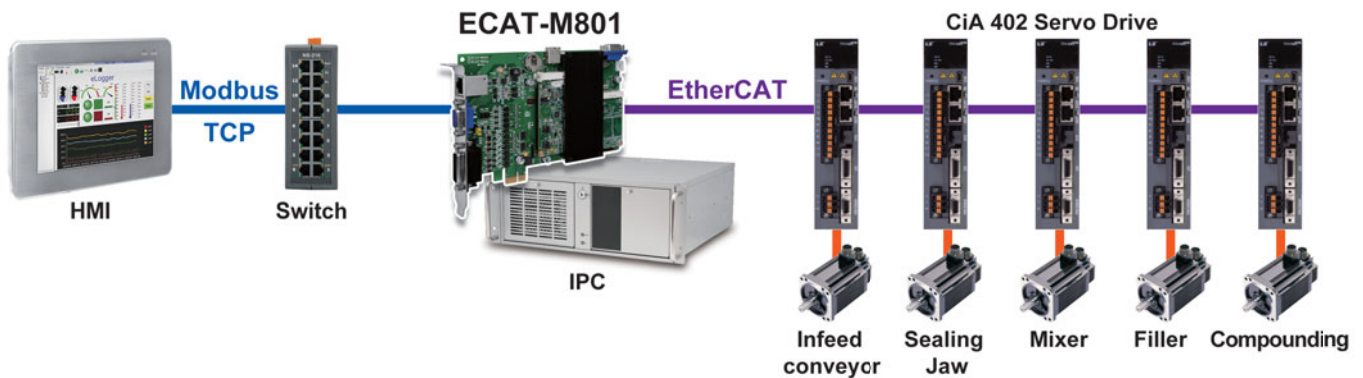 ECAT-M801
CiA 402 Servo Drive
eLogger
Modbus
TCP
EtherCAT
HMI
Switch
IPC
Infeed
conveyor
Sealing
Jaw
Mixer
Filler
Compounding